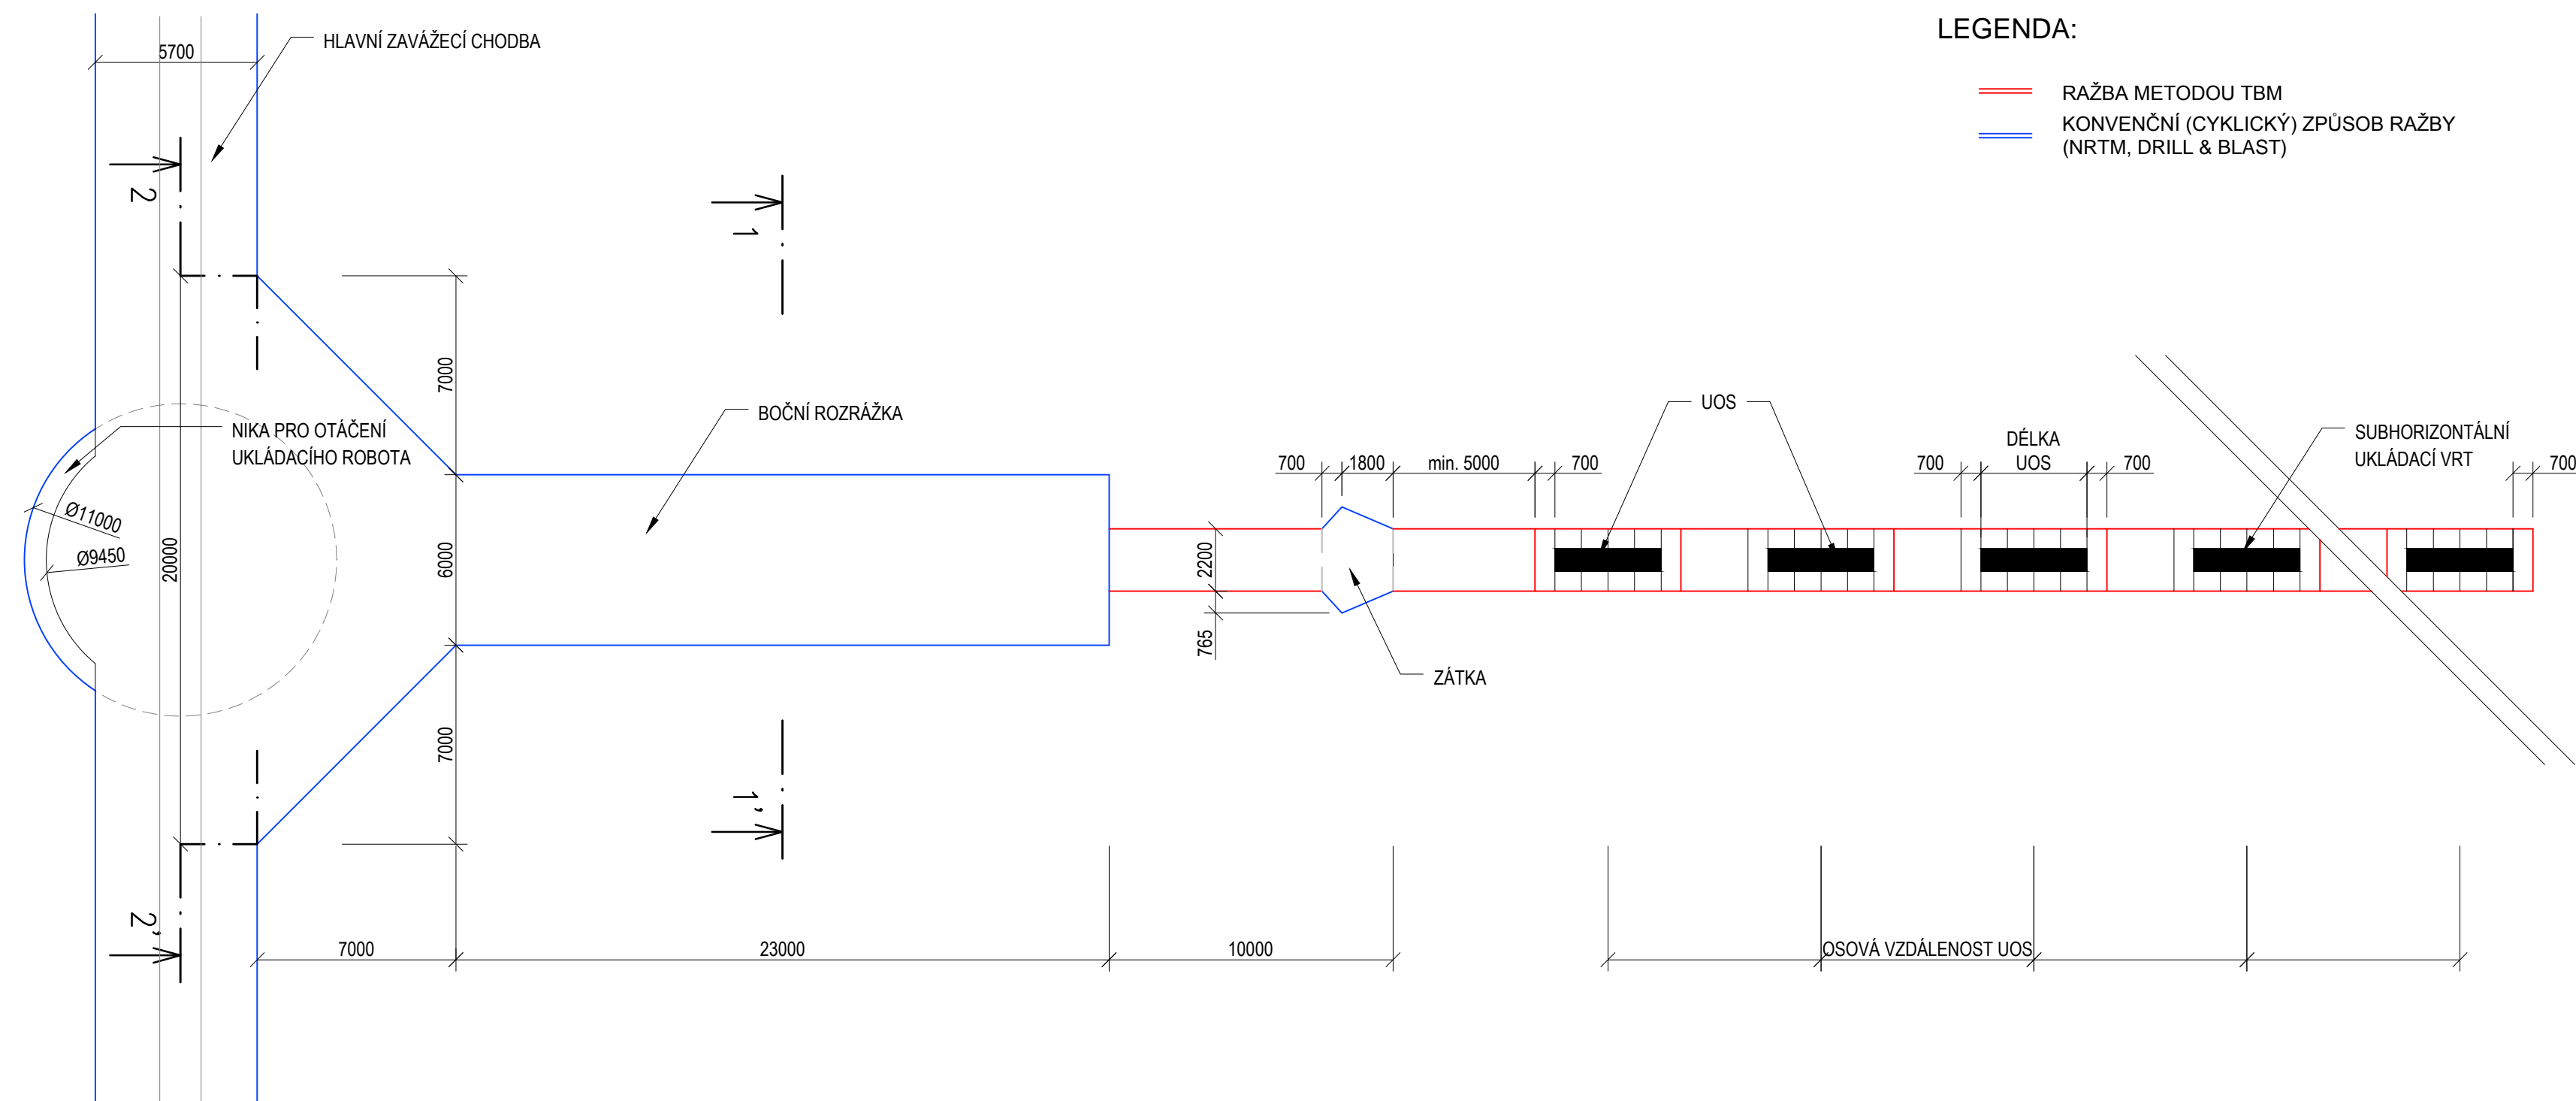 LEGENDA:
RAŽBA METODOU TBM
KONVENČNÍ (CYKLICKÝ) ZPŮSOB RAŽBY
(NRTM, DRILL & BLAST)
HLAVNÍ ZAVÁŽECÍ CHODBA
5700
2
1
7000
NIKA PRO OTÁČENÍ
UKLÁDACÍHO ROBOTA
BOČNÍ ROZRÁŽKA
UOS
DÉLKA
UOS
SUBHORIZONTÁLNÍ
UKLÁDACÍ VRT
700
1800
min. 5000
700
700
700
700
Ø11000
Ø9450
20000
6000
2200
765
ZÁTKA
7000
1'
2'
7000
23000
10000
OSOVÁ VZDÁLENOST UOS